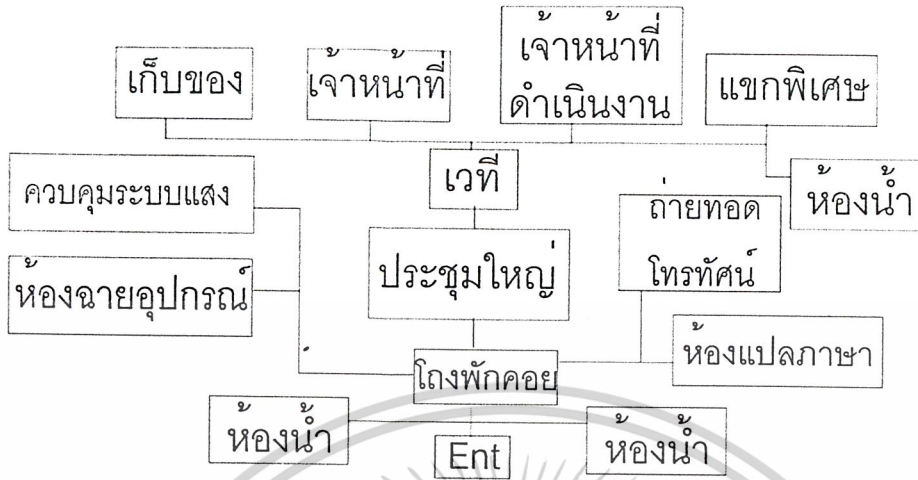 เก็บของ
เจ้าหน้าที่
เจ้าหน้าที่
ดำเนินงาน
แขกพิเศษ
เวที
ห้องน้ำ
ควบคุมระบบแสง
ถ่ายทอด
โทรทัศน์
ประชุมใหญ่
ห้องฉายอุปกรณ์
ห้องแปลภาษา
โถงพักคอย
ห้องน้ำ
ห้องน้ำ
Ent